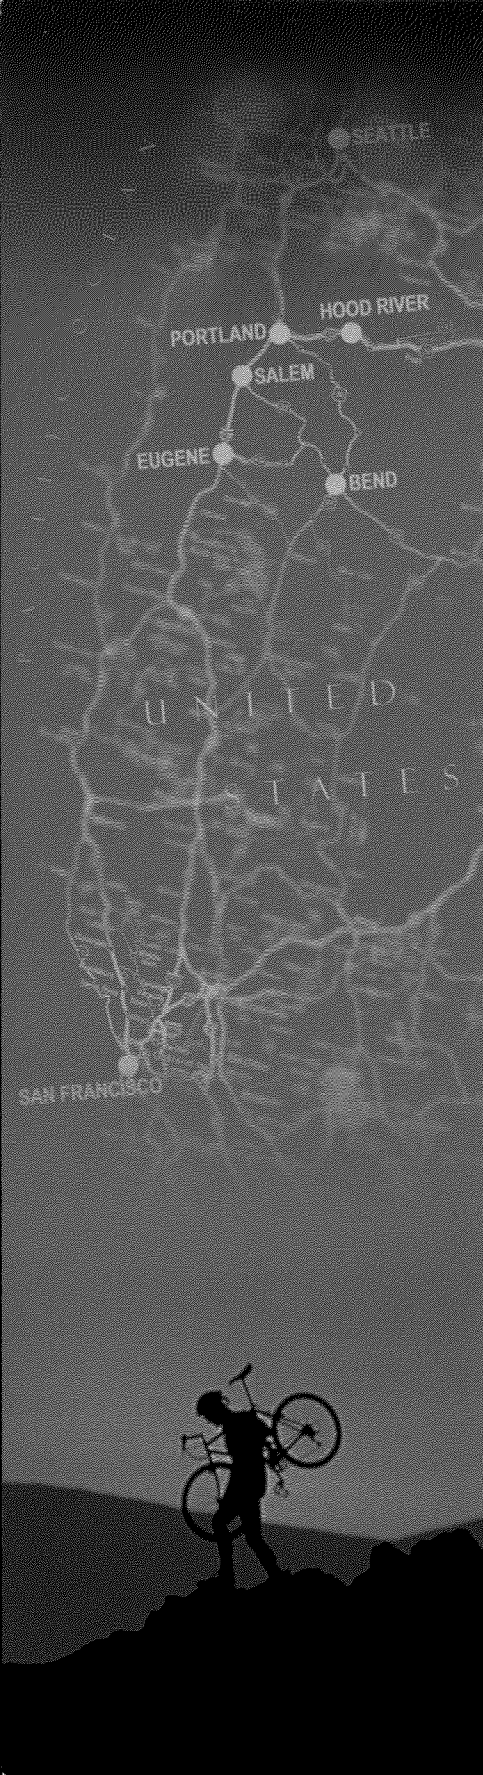 SEATTLE
HOOD RIVER
PORTLAND
SALEM
EUGENE
BEND
UNITED
STATES
SAN FRANCISCO